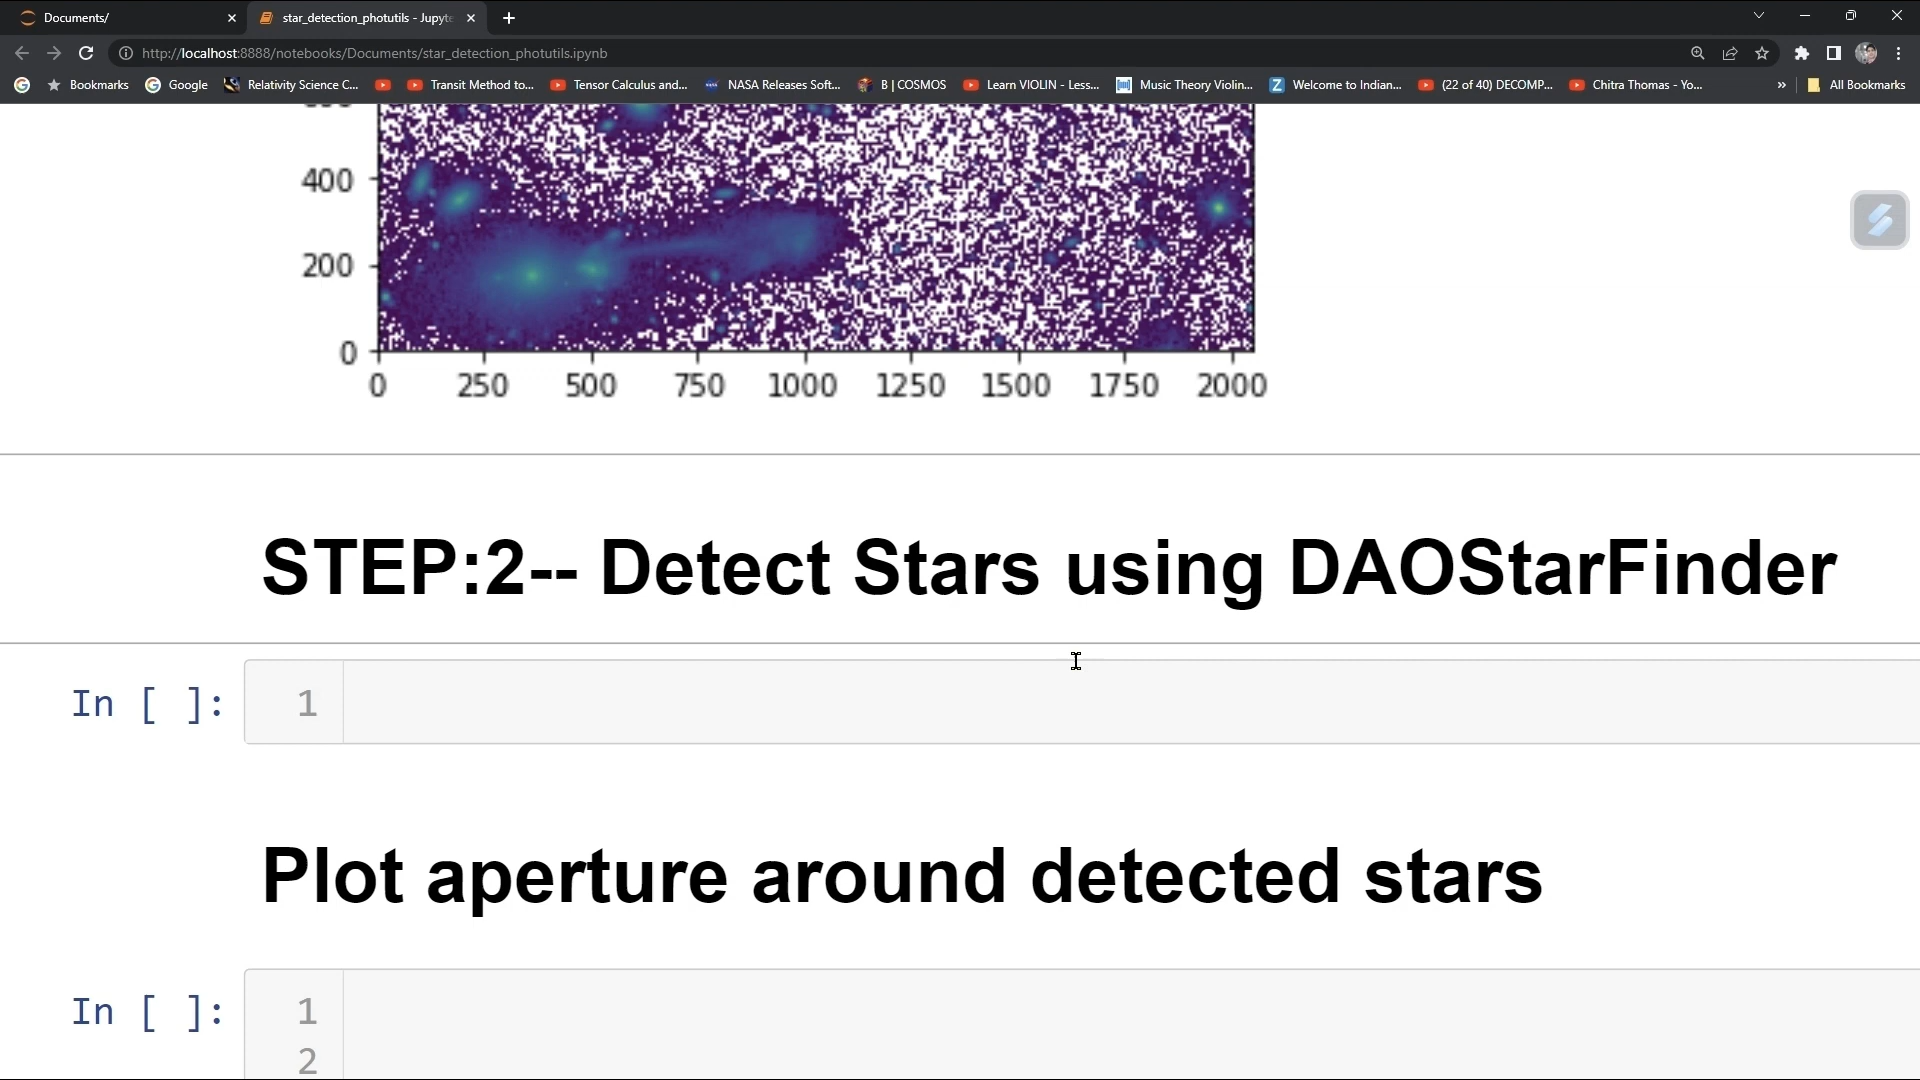 Documents/
star_detection_photutils - Jupyte
http://localhost:8888/notebooks/Documents/star_detection_photutils.ipynb
Bookmarks
Google
Relativity Science C...
Transit Method to...
Tensor Calculus and...
NASA Releases Soft...
B | COSMOS
Learn VIOLIN - Less...
Music Theory Violin...
Welcome to Indian...
(22 of 40) DECOMP...
Chitra Thomas - Yo...
»
All Bookmarks
400
200
0
0 250 500 750 1000 1250 1500 1750 2000
STEP:2-- Detect Stars using DAOStarFinder
In [ ]: 1
Plot aperture around detected stars
In [ ]: 1
2